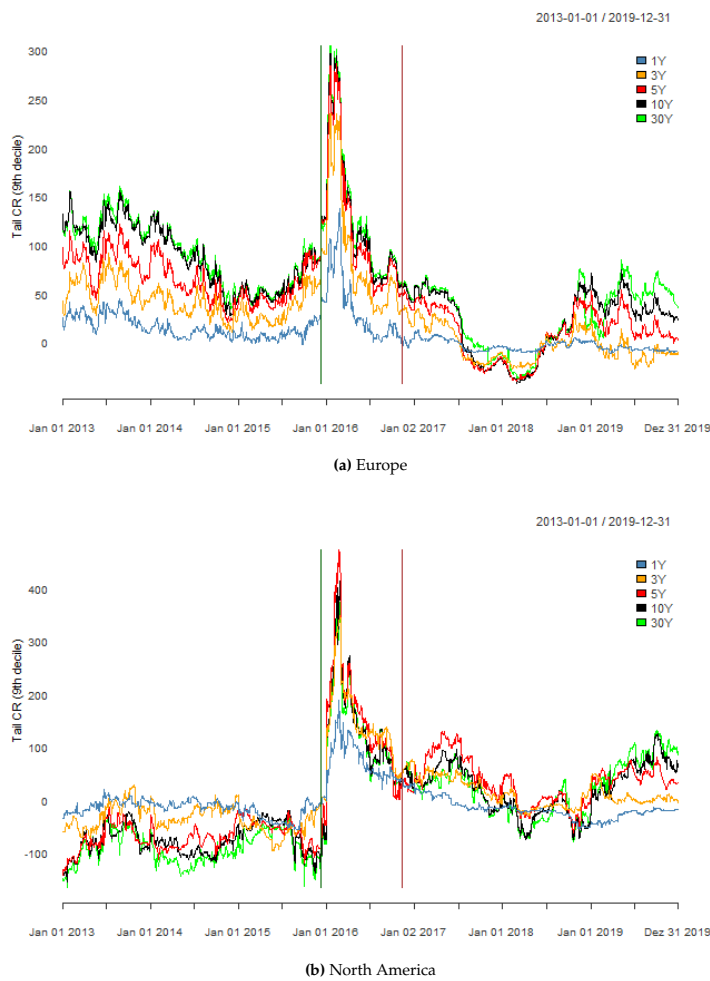 2013-01-01 / 2019-12-31
300
250
200
150
100
50
0
Tail CR (9th decile)
1Y
3Y
5Y
10Y
30Y
Jan 01 2013 Jan 01 2014 Jan 01 2015 Jan 01 2016 Jan 02 2017 Jan 01 2018 Jan 01 2019 Dez 31 2019
(a) Europe
2013-01-01 / 2019-12-31
400
300
200
100
0
-100
Tail CR (9th decile)
1Y
3Y
5Y
10Y
30Y
Jan 01 2013 Jan 01 2014 Jan 01 2015 Jan 01 2016 Jan 02 2017 Jan 01 2018 Jan 01 2019 Dez 31 2019
(b) North America